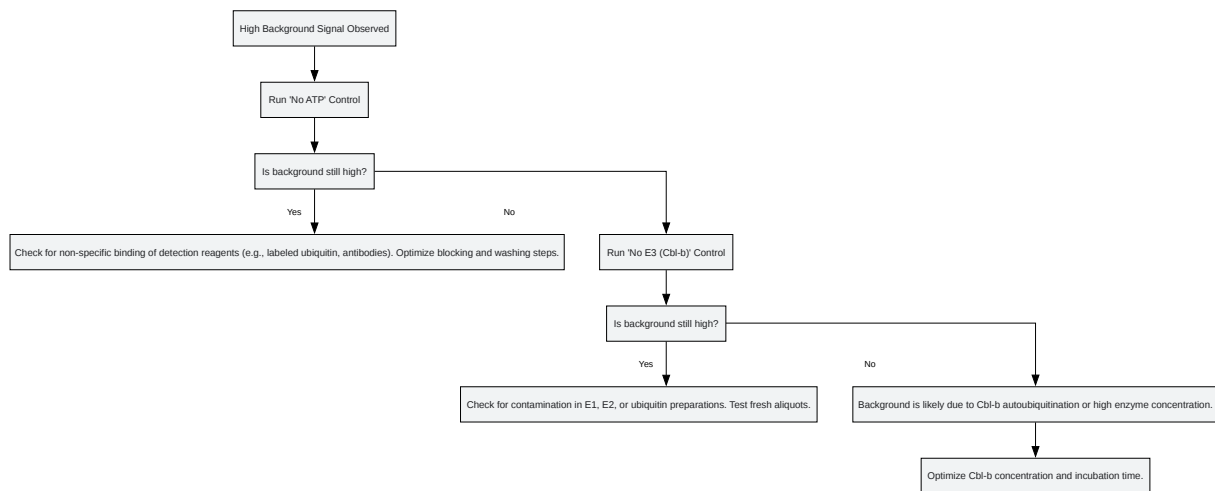 High Background Signal Observed
Run 'No ATP' Control
Is background still high?
Yes
No
Check for non-specific binding of detection reagents (e.g., labeled ubiquitin, antibodies). Optimize blocking and washing steps.
Run 'No E3 (Cbl-b)' Control
Is background still high?
Yes
No
Check for contamination in E1, E2, or ubiquitin preparations. Test fresh aliquots.
Background is likely due to Cbl-b autoubiquitination or high enzyme concentration.
Optimize Cbl-b concentration and incubation time.